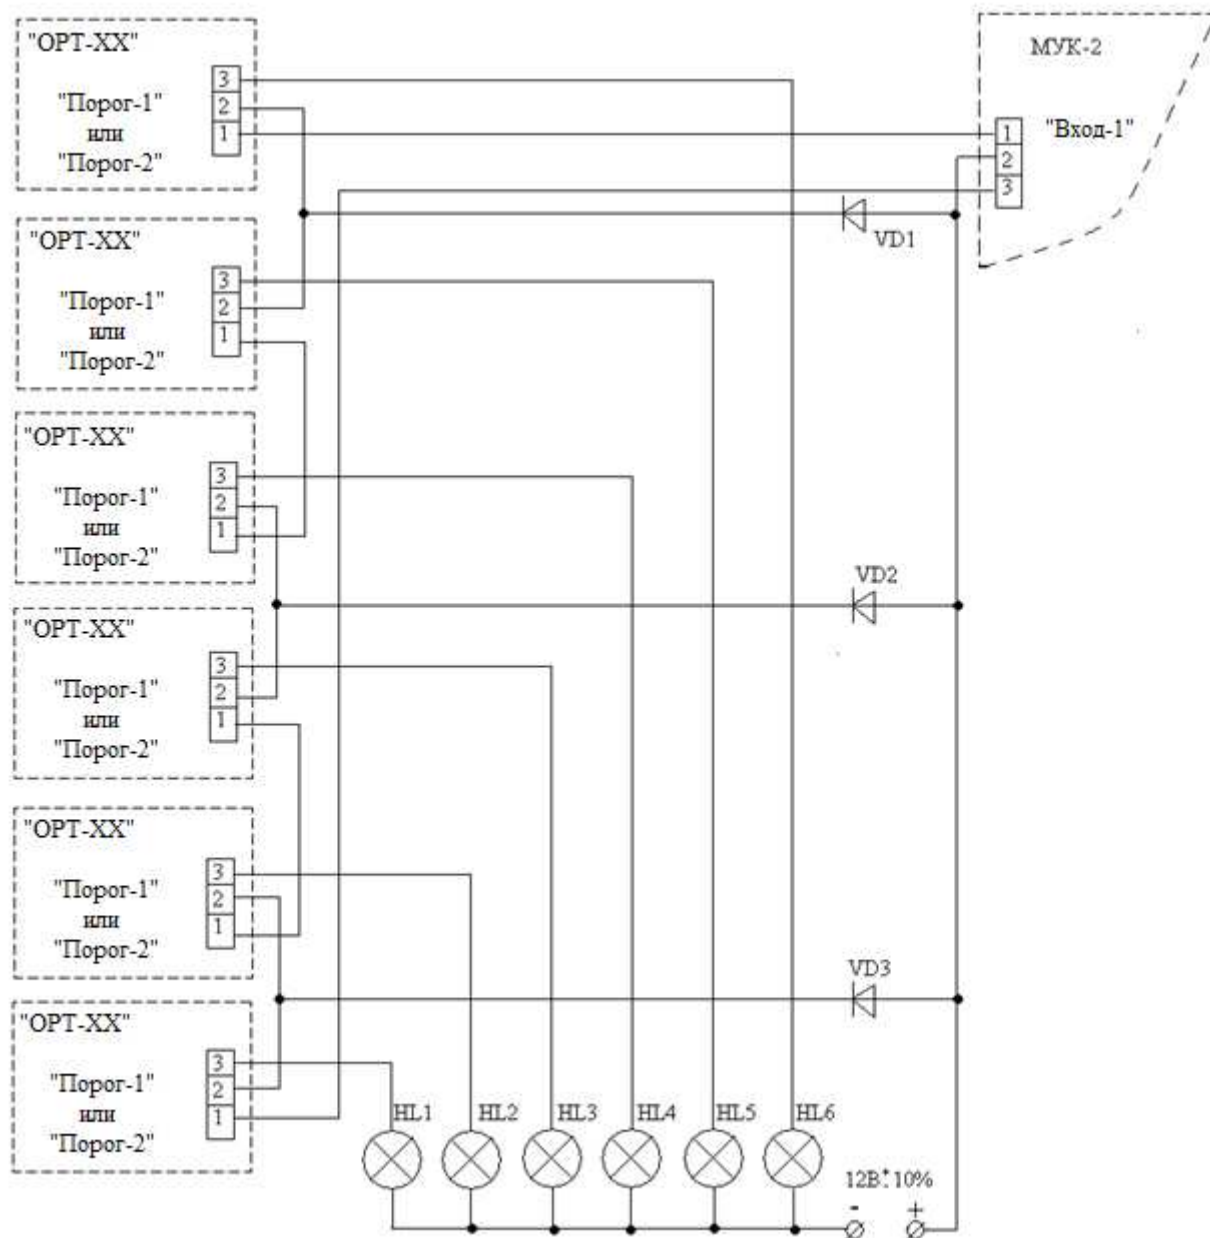 "ОРТ-ХХ"
3
"Порог-1"
2
или
1
"Порог-2"
МУК-2
1
"Вход-1"
2
3
VD1
"ОРТ-ХХ"
3
"Порог-1"
2
или
1
"Порог-2"
"ОРТ-ХХ"
3
"Порог-1"
2
или
1
"Порог-2"
VD2
"ОРТ-ХХ"
3
"Порог-1"
2
или
1
"Порог-2"
"ОРТ-ХХ"
3
"Порог-1"
2
или
1
"Порог-2"
VD3
"ОРТ-ХХ"
3
"Порог-1"
2
или
1
"Порог-2"
HL1
HL2
HL3
HL4
HL5
HL6
12В±10%
- +